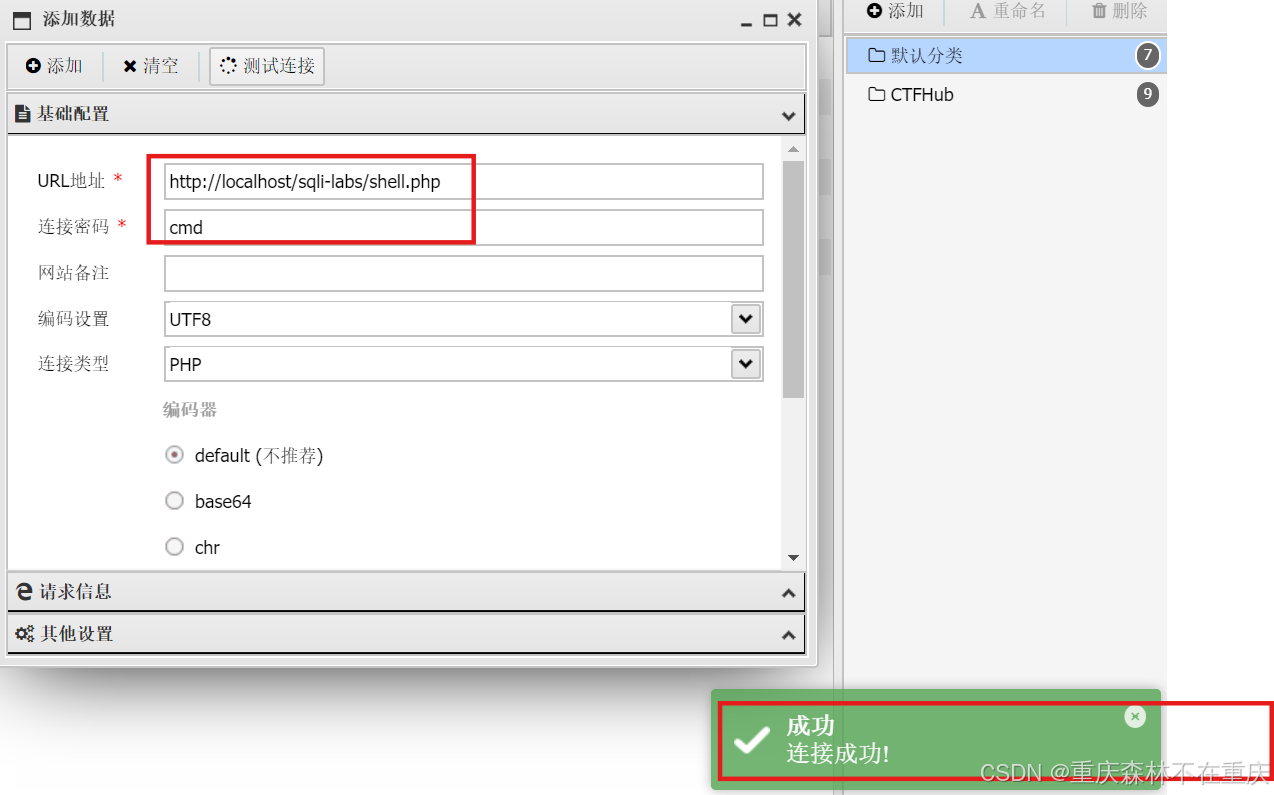 添加数据
添加 清空 测试连接
基础配置
URL地址 * http://localhost/sqli-labs/shell.php
连接密码 * cmd
网站备注
编码设置 UTF8
连接类型 PHP
编码器
default (不推荐)
base64
chr
请求信息
其他设置
添加 重命名 删除
默认分类 7
CTFHub 9
成功
连接成功!
CSDN @重庆森林不在重庆